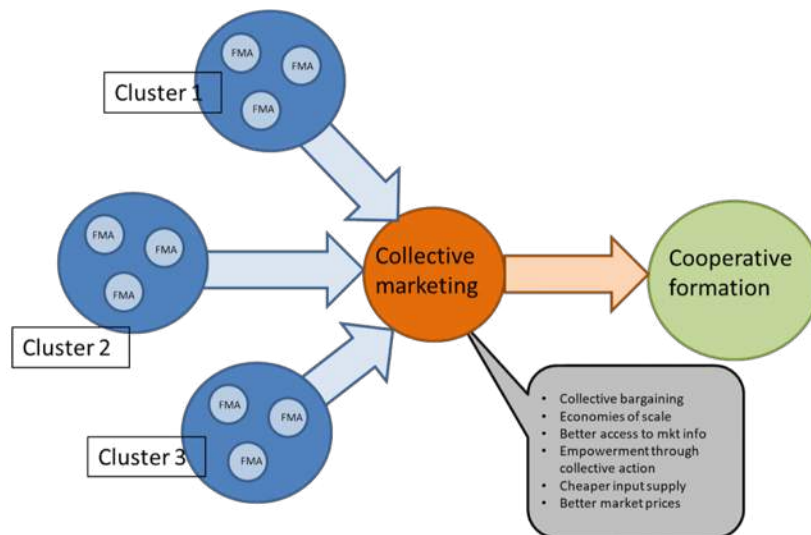 FMA
FMA
FMA
Cluster 1
FMA
FMA
FMA
Cluster 2
FMA
FMA
FMA
Cluster 3
Collective
marketing
Cooperative
formation
• Collective bargaining
• Economies of scale
• Better access to mkt info
• Empowerment through
collective action
• Cheaper input supply
• Better market prices